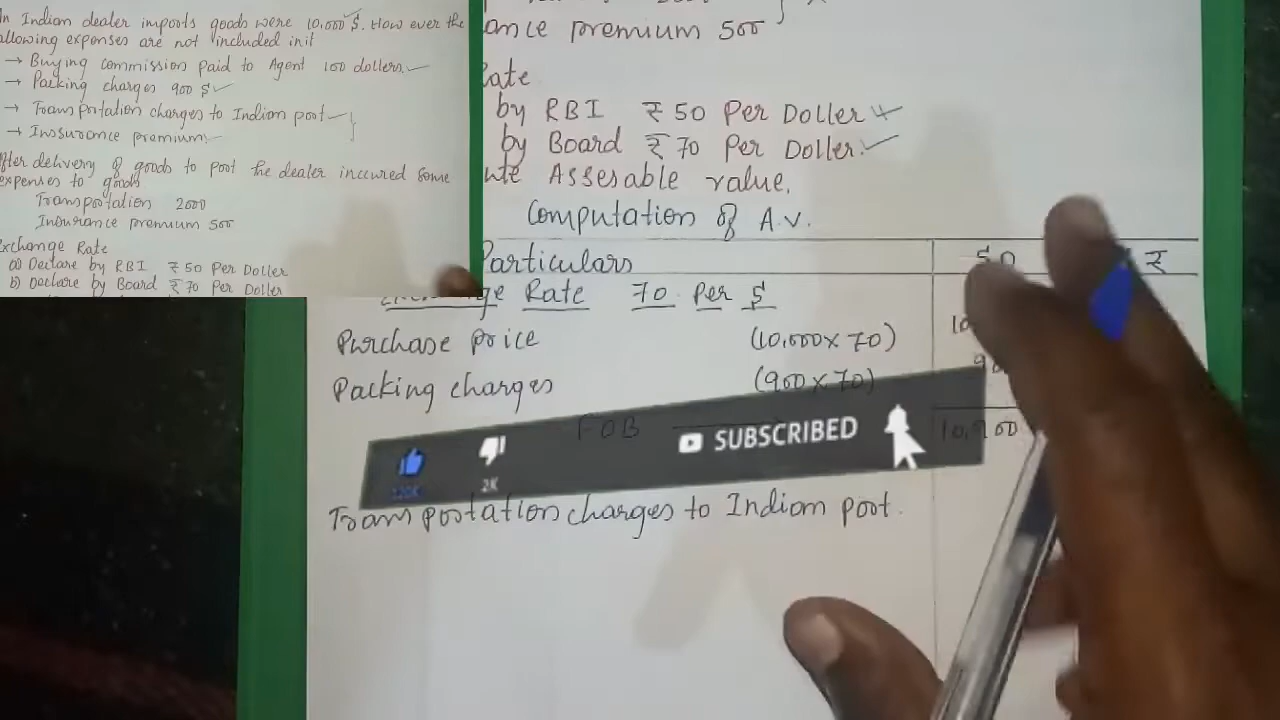 In Indian dealer imports goods were 10,000 $. How ever the
allowing expenses are not included init
→ Buying commission paid to Agent 100 dollers.
→ Packing charges 900 $
→ Transportation charges to Indian port
→ Inssurance premium
After delivery of goods to port the dealer incured some
expenses to goods
Transportation 2000
Insurance premium 500
Exchange Rate
a) Declare by RBI ₹ 50 Per Doller
b) Declare by Board ₹ 70 Per Doller
ance premium 500
Rate
by RBI ₹ 50 Per Doller
by Board ₹ 70 Per Doller.
ute Assesable value.
Computation of A.V.
Particulars ₹
ge Rate 70 Per $
Purchase price (10,000 x 70)
Packing charges (900 x 70)
FOB 10,900
SUBSCRIBED
2K
Transportation charges to Indian port.